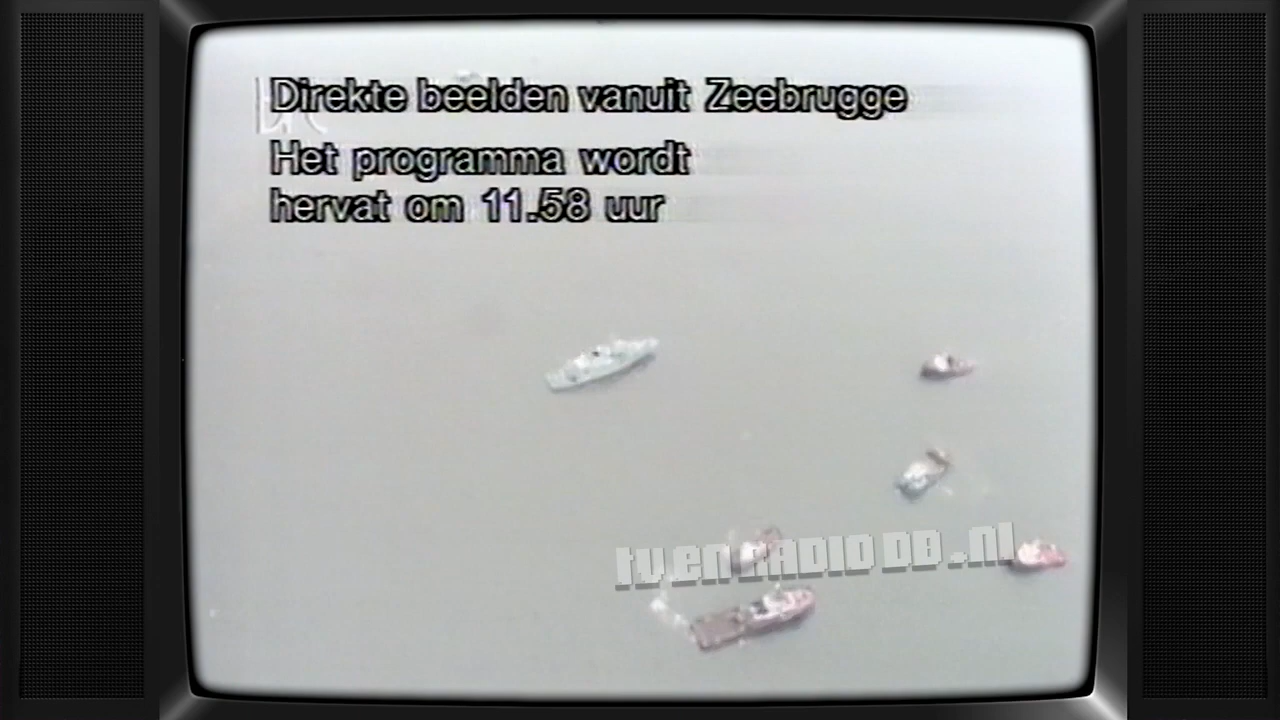 Direkte beelden vanuit Zeebrugge
Het programma wordt
hervat om 11.58 uur
tv en RADIO DB .nl